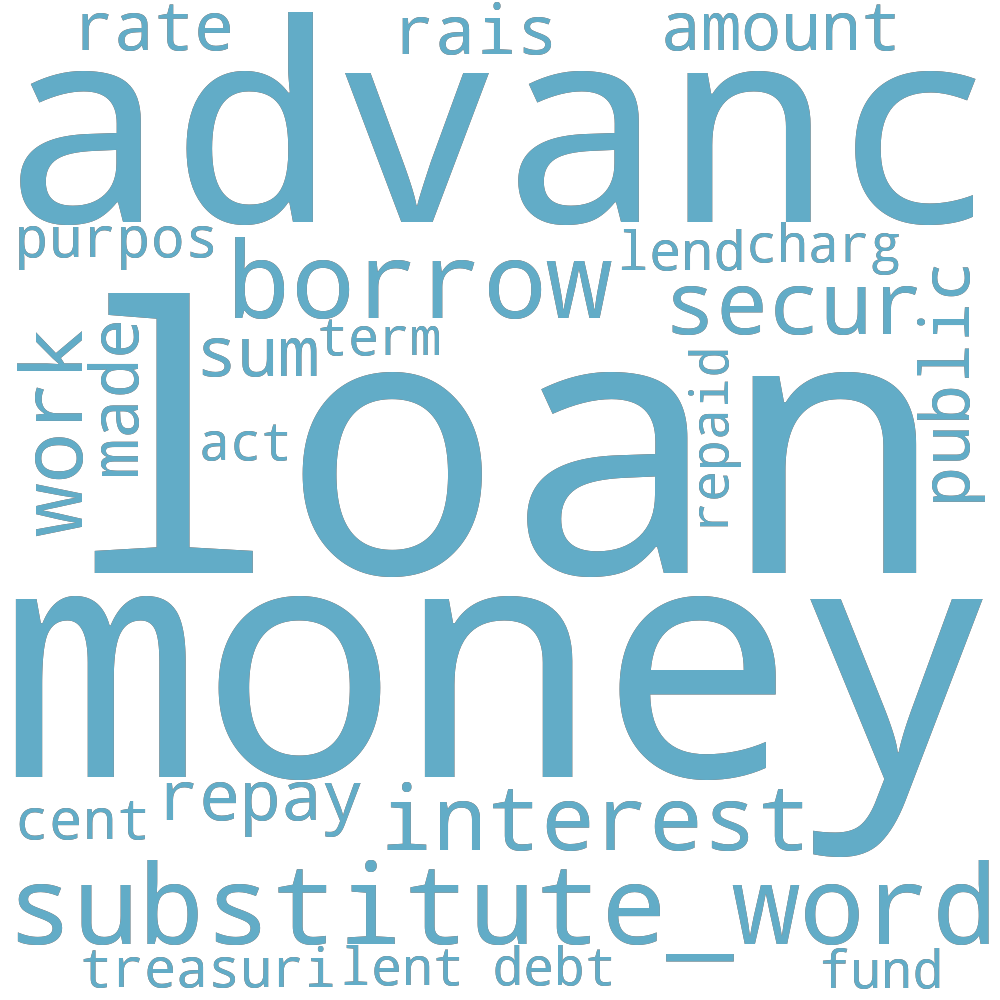 rate rais amount
advanc
purpos borrow lend charg
secur
public
work made sum term
loan
act
repaid
money
cent repay interest
substitute_word
treasuri lent debt fund